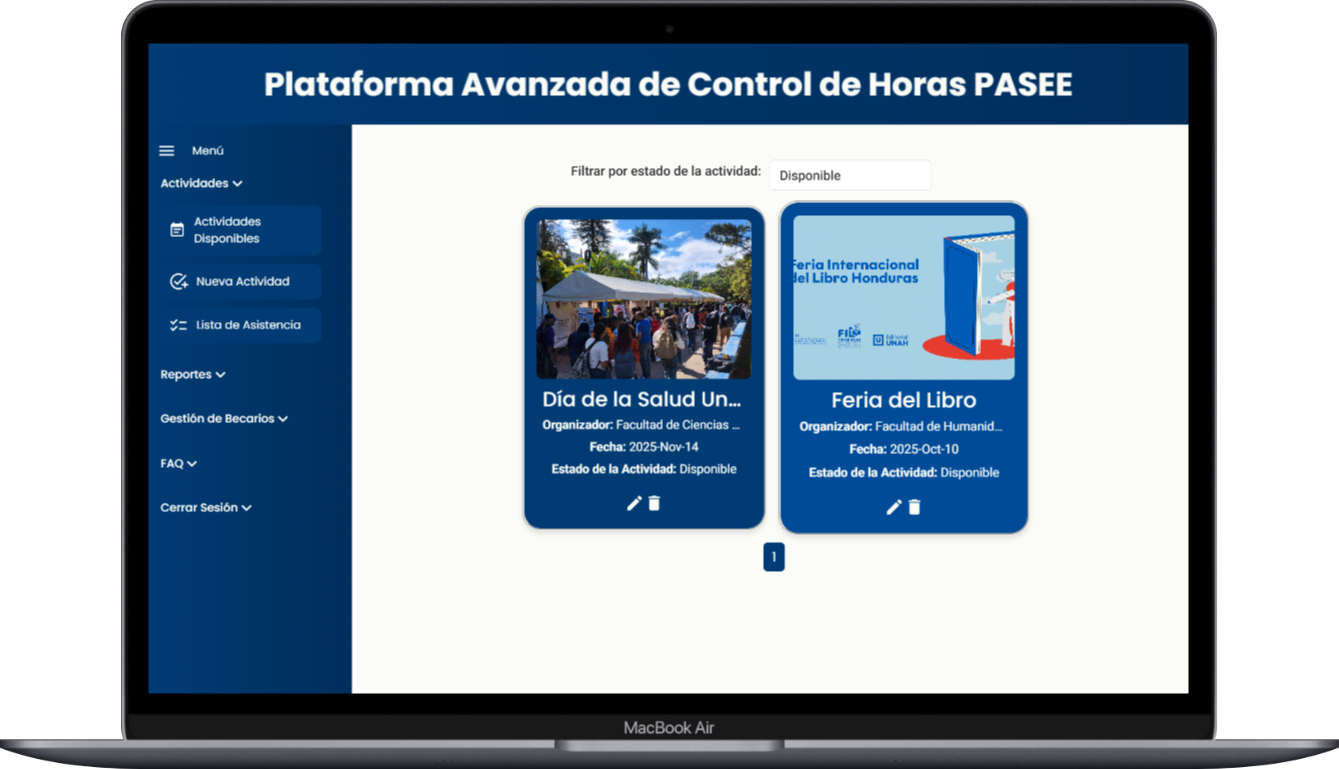 Plataforma Avanzada de Control de Horas PASEE
Menú
Actividades
Actividades
Disponibles
Nueva Actividad
Lista de Asistencia
Reportes
Gestión de Becarios
FAQ
Cerrar Sesión
Filtrar por estado de la actividad: Disponible
Día de la Salud Un...
Organizador: Facultad de Ciencias ...
Fecha: 2025-Nov-14
Estado de la Actividad: Disponible
Feria Internacional
del Libro Honduras
UNAH
Feria del Libro
Organizador: Facultad de Humanid...
Fecha: 2025-Oct-10
Estado de la Actividad: Disponible
1
MacBook Air